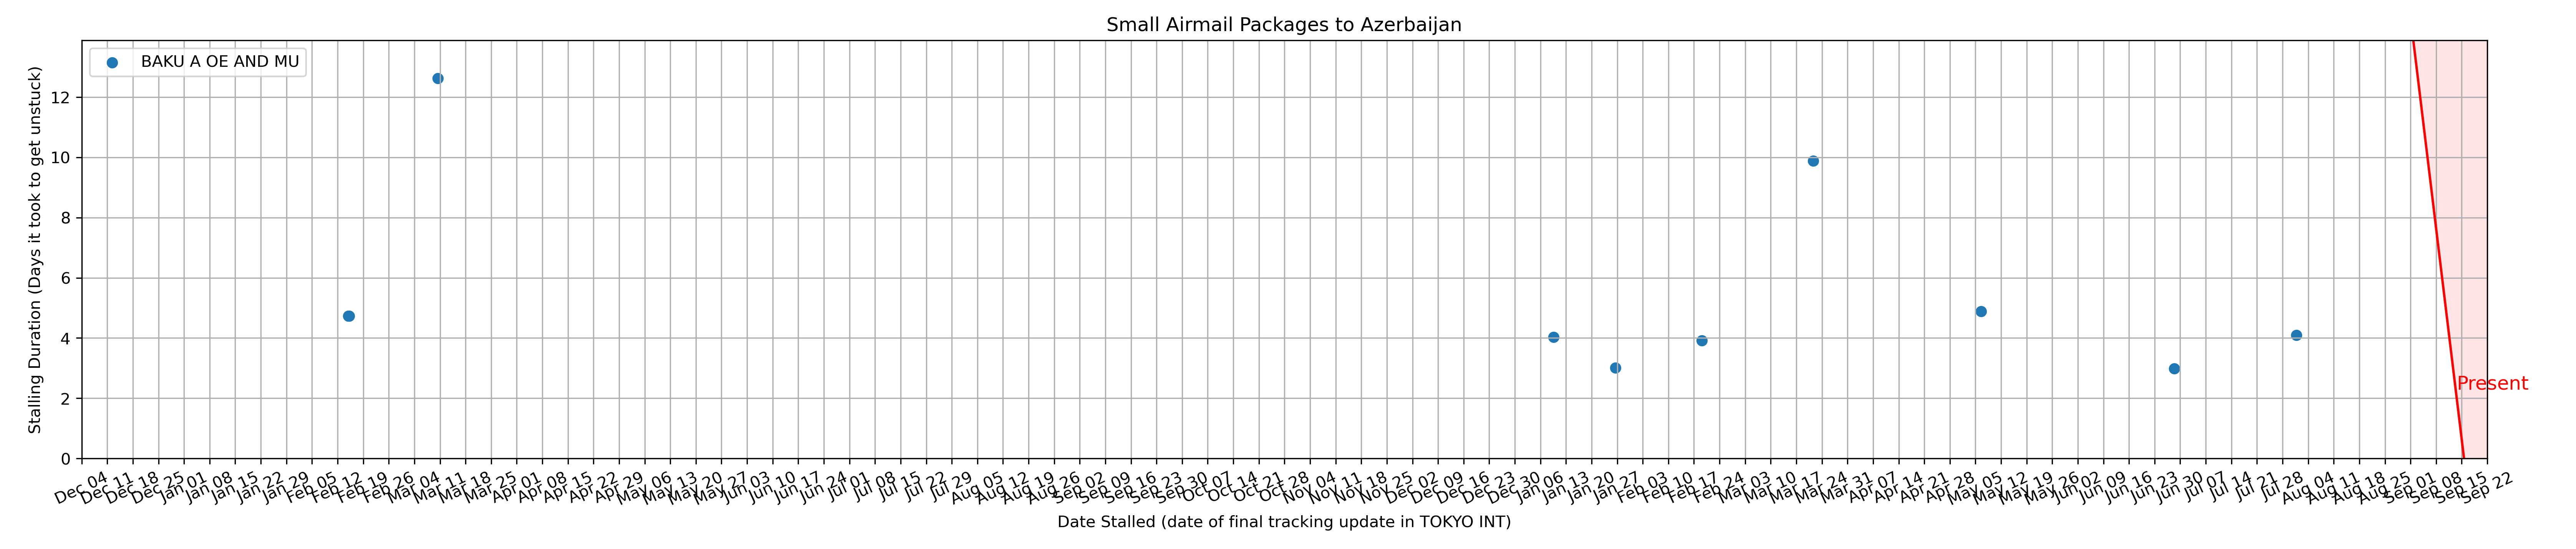 Small Airmail Packages to Azerbaijan
BAKU A OE AND MU
Stalling Duration (Days it took to get unstuck)
12
10
8
6
4
2
0
Present
Dec 04 Dec 11 Dec 18 Dec 25 Jan 01 Jan 08 Jan 15 Jan 22 Jan 29 Feb 05 Feb 12 Feb 19 Feb 26 Mar 04 Mar 11 Mar 18 Mar 25 Apr 01 Apr 08 Apr 15 Apr 22 Apr 29 May 06 May 13 May 20 May 27 Jun 03 Jun 10 Jun 17 Jun 24 Jul 01 Jul 08 Jul 15 Jul 22 Jul 29 Aug 05 Aug 12 Aug 19 Aug 26 Sep 02 Sep 09 Sep 16 Sep 23 Sep 30 Oct 07 Oct 14 Oct 21 Oct 28 Nov 04 Nov 11 Nov 18 Nov 25 Dec 02 Dec 09 Dec 16 Dec 23 Dec 30 Jan 06 Jan 13 Jan 20 Jan 27 Feb 03 Feb 10 Feb 17 Feb 24 Mar 03 Mar 10 Mar 17 Mar 24 Mar 31 Apr 07 Apr 14 Apr 21 Apr 28 May 05 May 12 May 19 May 26 Jun 02 Jun 09 Jun 16 Jun 23 Jun 30 Jul 07 Jul 14 Jul 21 Jul 28 Aug 04 Aug 11 Aug 18 Aug 25 Sep 01 Sep 08 Sep 15 Sep 22
Date Stalled (date of final tracking update in TOKYO INT)